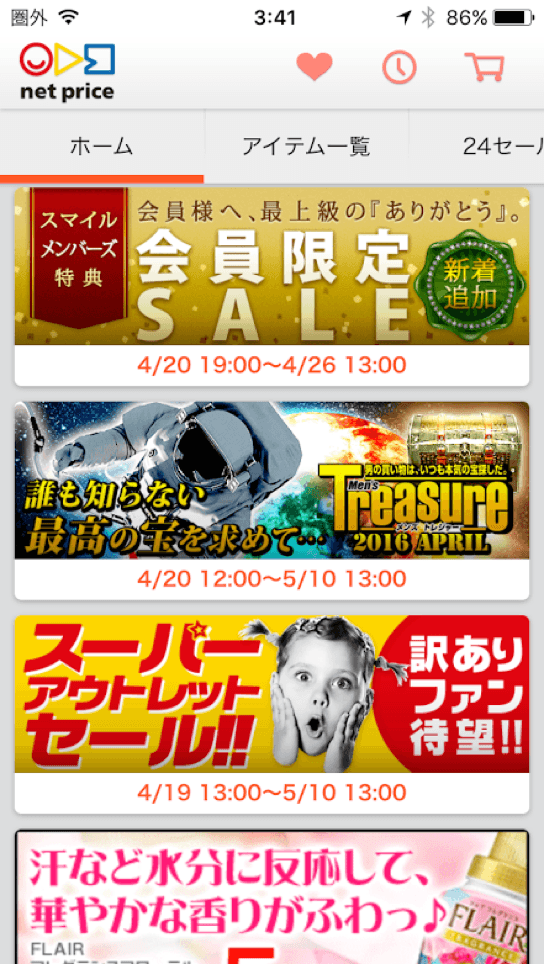 圏外
3:41
86%
net price
ホーム
アイテム一覧
24セー
スマイル
メンバーズ
特典
会員様へ、最上級の『ありがとう』。
会員限定
SALE
新着
追加
4/20 19:00〜4/26 13:00
誰も知らない
最高の宝を求めて…
男の買い物は、いつも本気の宝探しだ。
Men's
Treasure
メンズ トレジャー
2016 APRIL
4/20 12:00〜5/10 13:00
スーパー
アウトレット
セール!!
訳あり
ファン
待望!!
4/19 13:00〜5/10 13:00
汗など水分に反応して、
華やかな香りがふわっ♪
FLAIR
FLAIR
FRAGRANCE